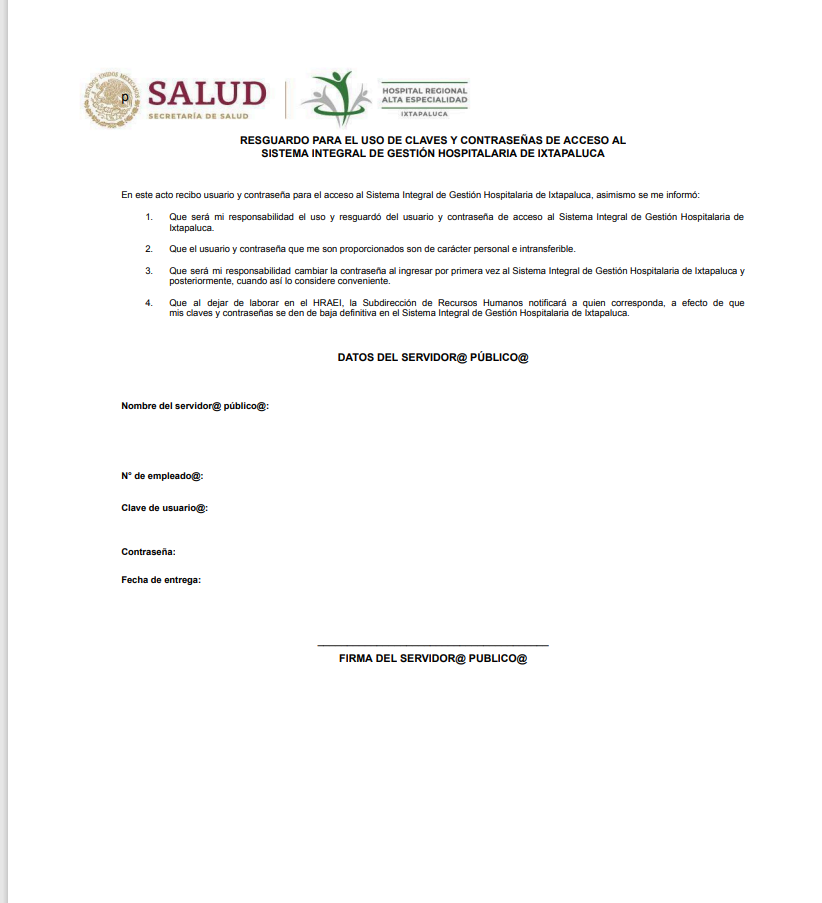 ESTADOS UNIDOS MEXICANOS
p
SALUD
SECRETARÍA DE SALUD
HOSPITAL REGIONAL
ALTA ESPECIALIDAD
IXTAPALUCA
RESGUARDO PARA EL USO DE CLAVES Y CONTRASEÑAS DE ACCESO AL
SISTEMA INTEGRAL DE GESTIÓN HOSPITALARIA DE IXTAPALUCA
En este acto recibo usuario y contraseña para el acceso al Sistema Integral de Gestión Hospitalaria de Ixtapaluca, asimismo se me informó:
1. Que será mi responsabilidad el uso y resguardó del usuario y contraseña de acceso al Sistema Integral de Gestión Hospitalaria de
Ixtapaluca.
2. Que el usuario y contraseña que me son proporcionados son de carácter personal e intransferible.
3. Que será mi responsabilidad cambiar la contraseña al ingresar por primera vez al Sistema Integral de Gestión Hospitalaria de Ixtapaluca y
posteriormente, cuando así lo considere conveniente.
4. Que al dejar de laborar en el HRAEI, la Subdirección de Recursos Humanos notificará a quien corresponda, a efecto de que
mis claves y contraseñas se den de baja definitiva en el Sistema Integral de Gestión Hospitalaria de Ixtapaluca.
DATOS DEL SERVIDOR@ PÚBLICO@
Nombre del servidor@ público@:
N° de empleado@:
Clave de usuario@:
Contraseña:
Fecha de entrega:
FIRMA DEL SERVIDOR@ PUBLICO@